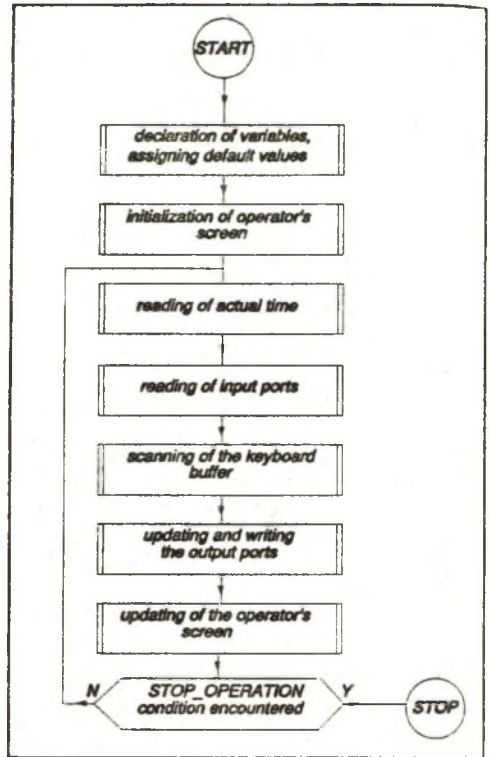 START
declaration of variables,
assigning default values
initialization of operator's
screen
reading of actual time
reading of input ports
scanning of the keyboard
buffer
updating and writing
the output ports
updating of the operator's
screen
N
STOP_OPERATION
condition encountered
Y
STOP